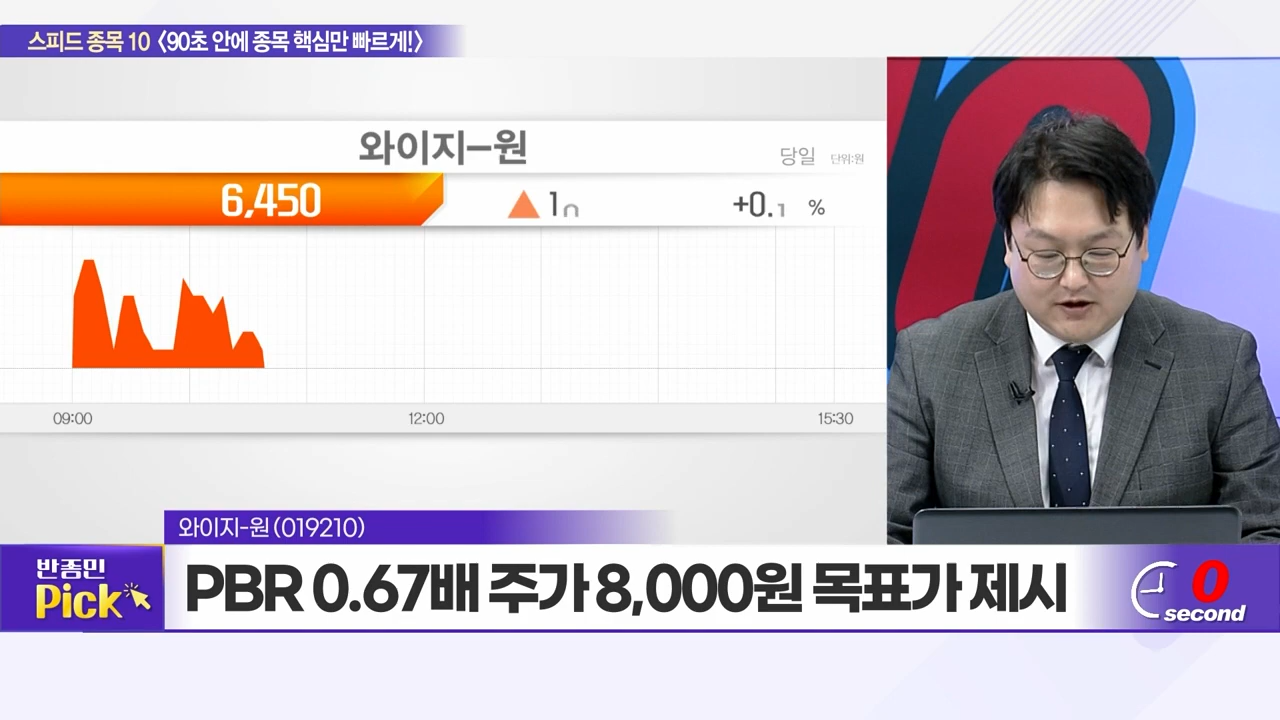 스피드 종목 10 〈90초 안에 종목 핵심만 빠르게!〉
와이지-원
당일 단위:원
6,450 ▲ +0. %
09:00 12:00 15:30
와이지-원(019210)
반종민
Pick
PBR 0.67배 주가 8,000원 목표가 제시
0
second